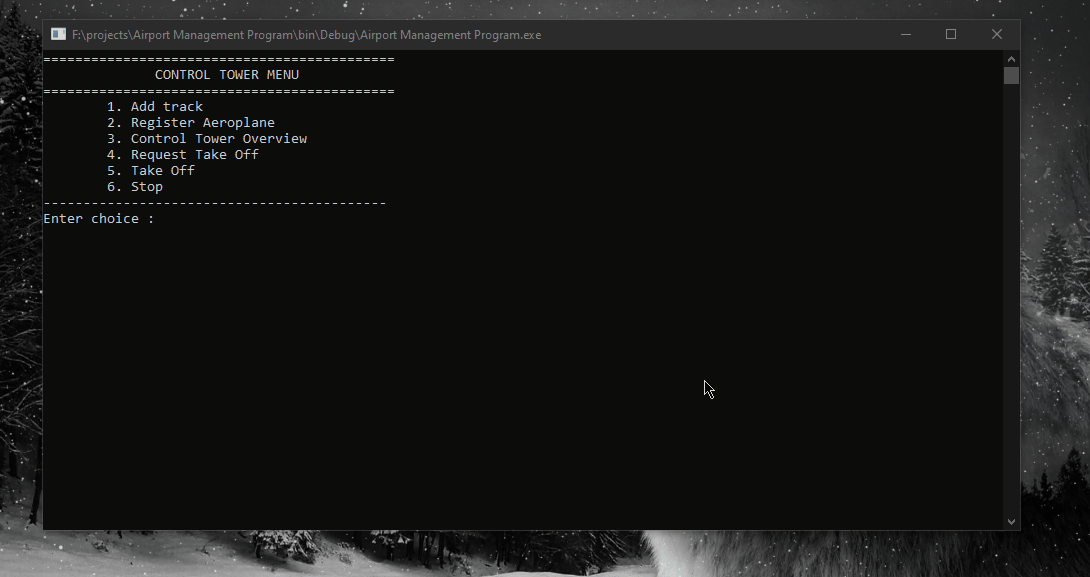 F:\projects\Airport Management Program\bin\Debug\Airport Management Program.exe
============================================
CONTROL TOWER MENU
============================================
1. Add track
2. Register Aeroplane
3. Control Tower Overview
4. Request Take Off
5. Take Off
6. Stop
-------------------------------------------
Enter choice :